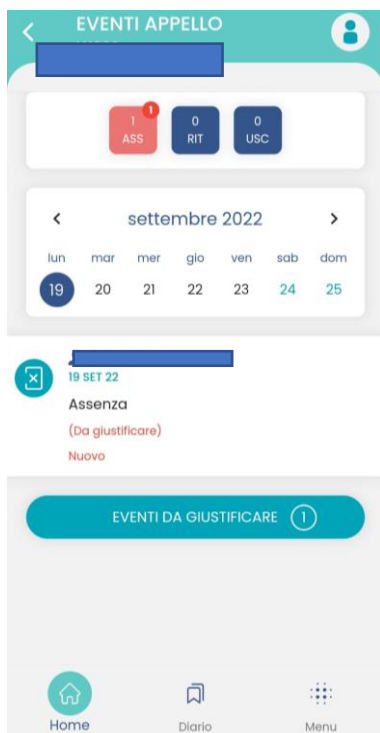 EVENTI APPELLO
1 ASS 1
0 RIT
0 USC
settembre 2022
lun mar mer gio ven sab dom
19 20 21 22 23 24 25
19 SET 22
Assenza
(Da giustificare)
Nuovo
EVENTI DA GIUSTIFICARE 1
Home Diario Menu